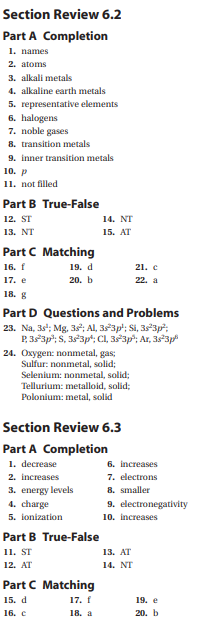 Section Review 6.2
Part A Completion
1. names
2. atoms
3. alkali metals
4. alkaline earth metals
5. representative elements
6. halogens
7. noble gases
8. transition metals
9. inner transition metals
10. p
11. not filled
Part B True-False
12. ST 14. NT
13. NT 15. AT
Part C Matching
16. f 19. d 21. c
17. e 20. b 22. a
18. g
Part D Questions and Problems
23. Na, 3s¹; Mg, 3s²; Al, 3s²3p¹; Si, 3s²3p²;
P, 3s²3p³; S, 3s²3p⁴; Cl, 3s²3p⁵; Ar, 3s²3p⁶
24. Oxygen: nonmetal, gas;
Sulfur: nonmetal, solid;
Selenium: nonmetal, solid;
Tellurium: metalloid, solid;
Polonium: metal, solid
Section Review 6.3
Part A Completion
1. decrease 6. increases
2. increases 7. electrons
3. energy levels 8. smaller
4. charge 9. electronegativity
5. ionization 10. increases
Part B True-False
11. ST 13. AT
12. AT 14. NT
Part C Matching
15. d 17. f 19. e
16. c 18. a 20. b